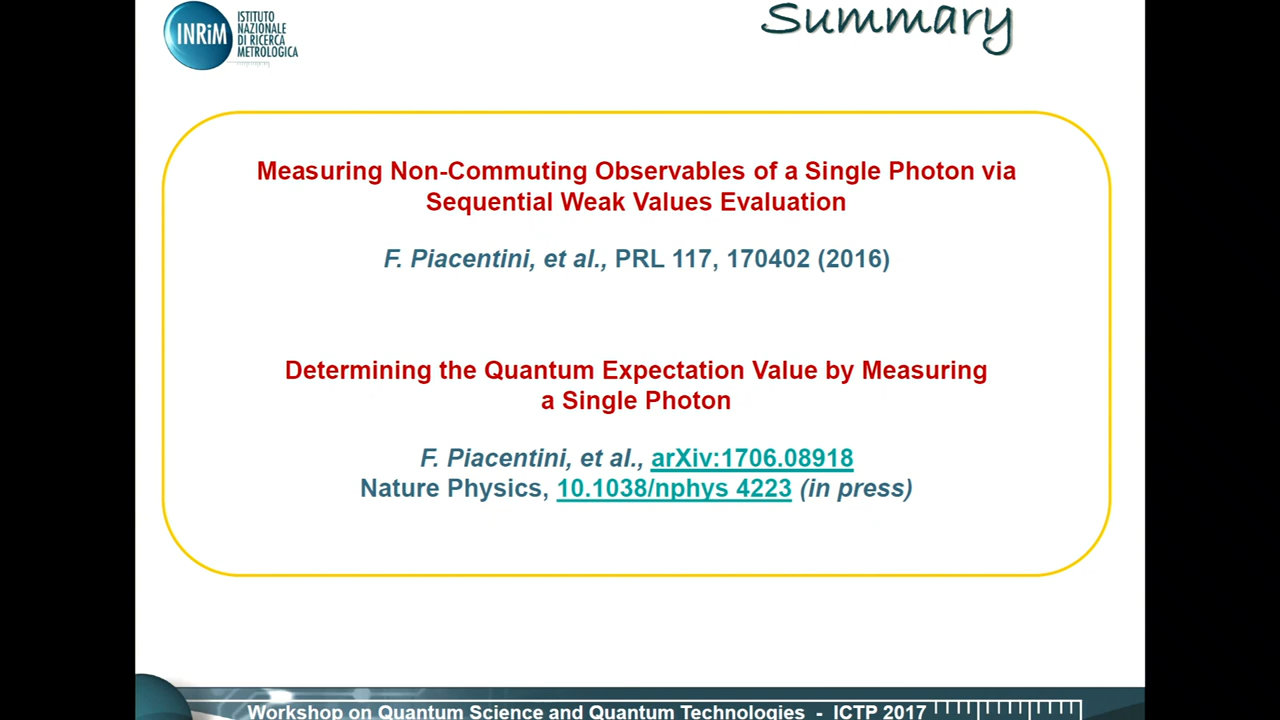 INRiM
ISTITUTO
NAZIONALE
DI RICERCA
METROLOGICA
Summary
Measuring Non-Commuting Observables of a Single Photon via
Sequential Weak Values Evaluation
F. Piacentini, et al., PRL 117, 170402 (2016)
Determining the Quantum Expectation Value by Measuring
a Single Photon
F. Piacentini, et al., arXiv:1706.08918
Nature Physics, 10.1038/nphys 4223 (in press)
Workshop on Quantum Science and Quantum Technologies - ICTP 2017